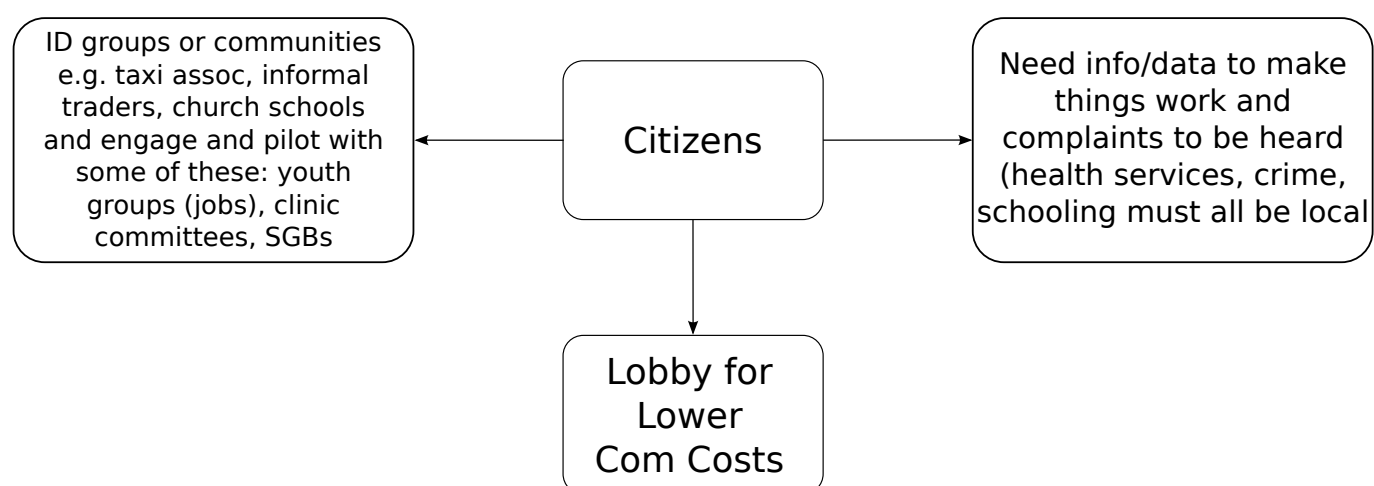 ID groups or communities
e.g. taxi assoc, informal
traders, church schools
and engage and pilot with
some of these: youth
groups (jobs), clinic
committees, SGBs
Citizens
Need info/data to make
things work and
complaints to be heard
(health services, crime,
schooling must all be local
Lobby for
Lower
Com Costs